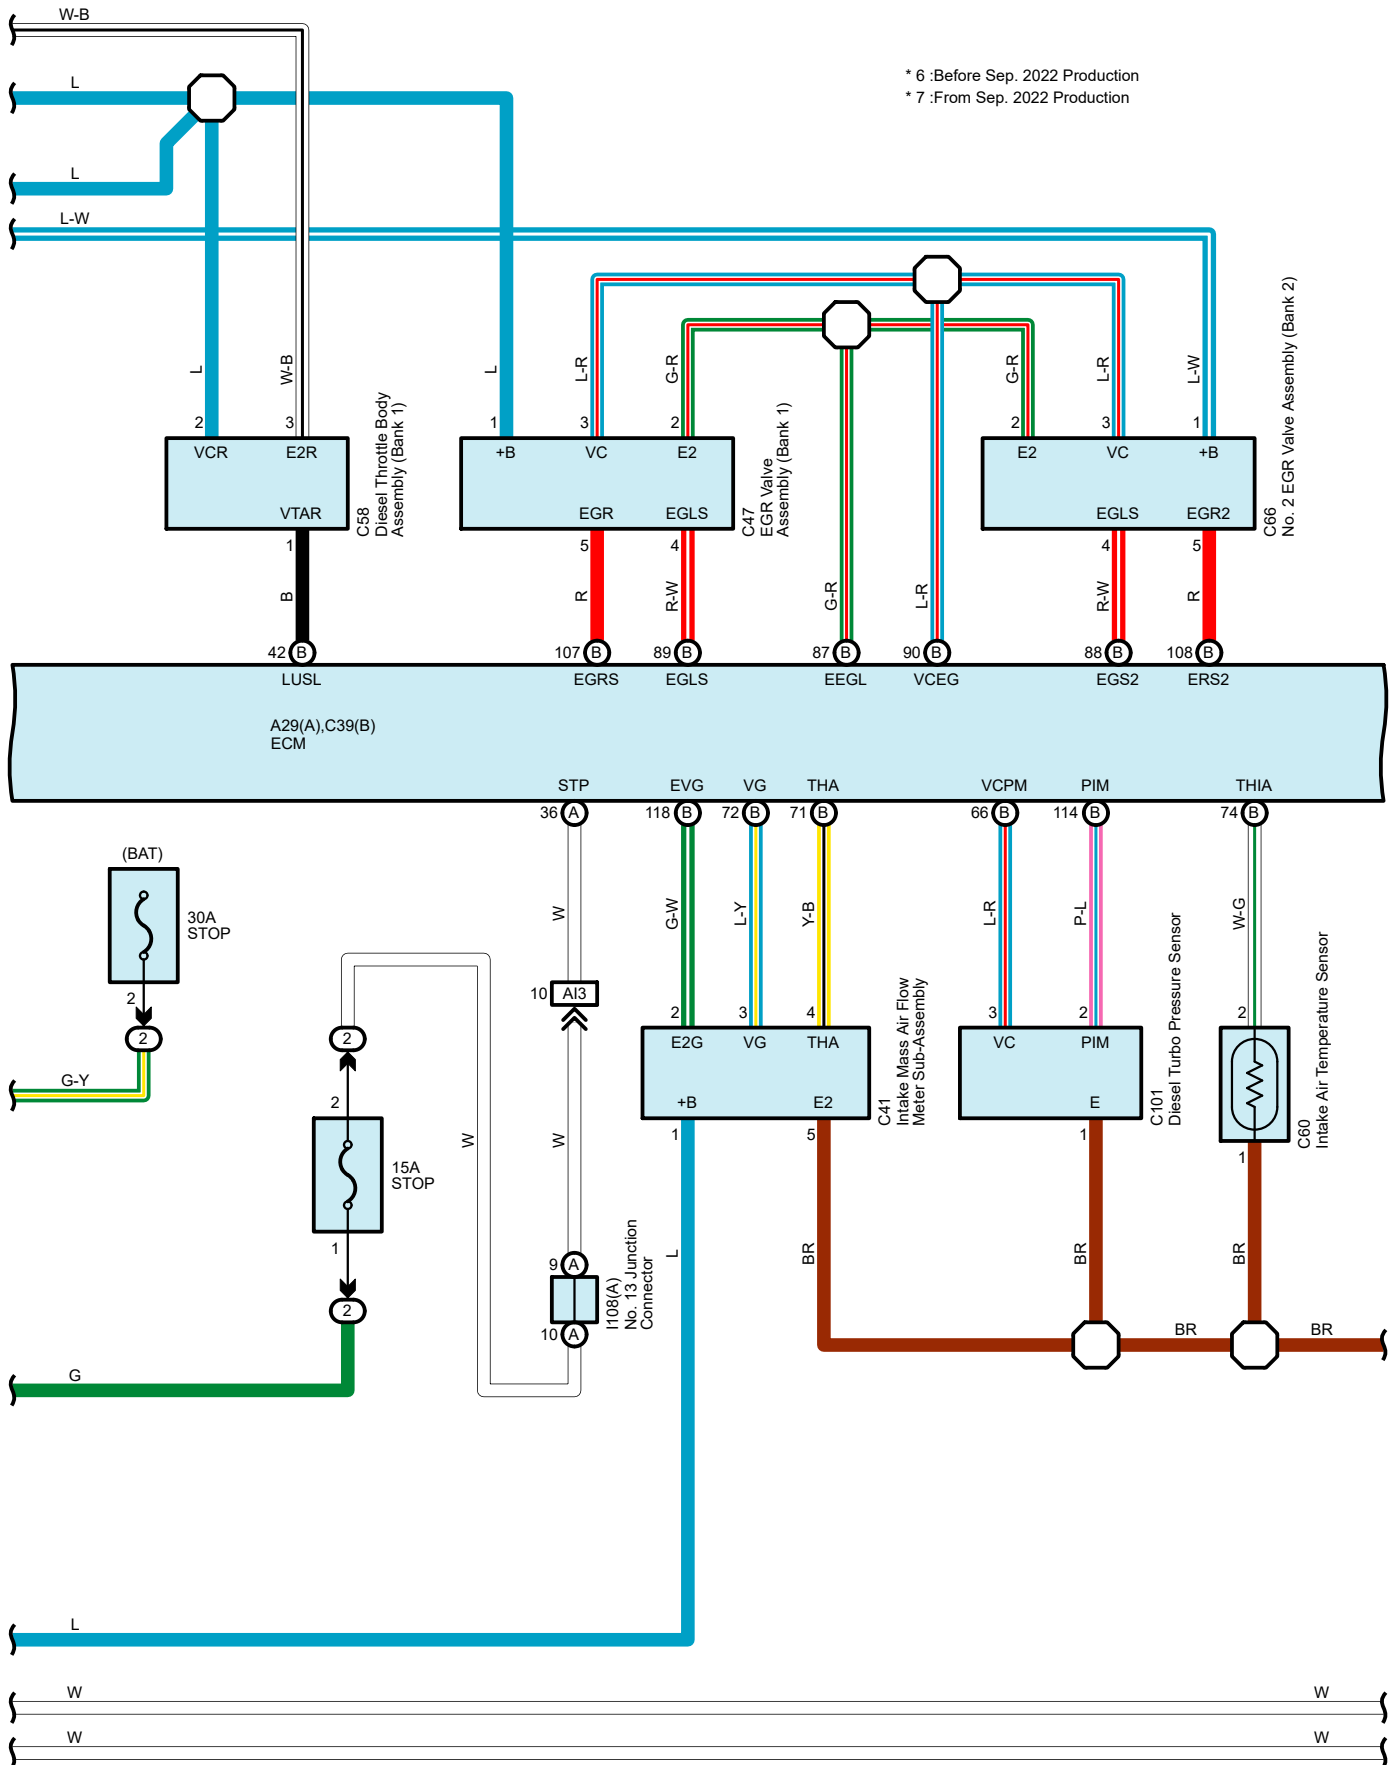 W-B
* 6 :Before Sep. 2022 Production
* 7 :From Sep. 2022 Production
L
L
L-W
L
W-B
L
L-R
G-R
G-R
L-R
L-W
2
3
1
3
2
2
3
1
VCR
E2R
VTAR
C58
Diesel Throttle Body
Assembly (Bank 1)
+B
VC
E2
EGR
EGLS
C47
EGR Valve
Assembly (Bank 1)
E2
VC
+B
EGLS
EGR2
C66
No. 2 EGR Valve Assembly (Bank 2)
1
5
4
4
5
B
R
R-W
G-R
L-R
R-W
R
42 B
107 B
89 B
87 B
90 B
88 B
108 B
LUSL
EGRS
EGLS
EEGL
VCEG
EGS2
ERS2
A29(A),C39(B)
ECM
STP
EVG
VG
THA
VCPM
PIM
THIA
36 A
118 B
72 B
71 B
66 B
114 B
74 B
(BAT)
30A
STOP
2
2
G-Y
W
G-W
L-Y
Y-B
L-R
P-L
W-G
10 AI3
2
2
15A
STOP
1
2
G
W
W
9 A
10 A
I108(A)
No. 13 Junction
Connector
2
3
4
E2G
VG
THA
+B
E2
1
5
C41
Intake Mass Air Flow
Meter Sub-Assembly
3
2
VC
PIM
E
1
C101
Diesel Turbo Pressure Sensor
2
1
C60
Intake Air Temperature Sensor
L
BR
BR
BR
BR
BR
L
W
W
W
W